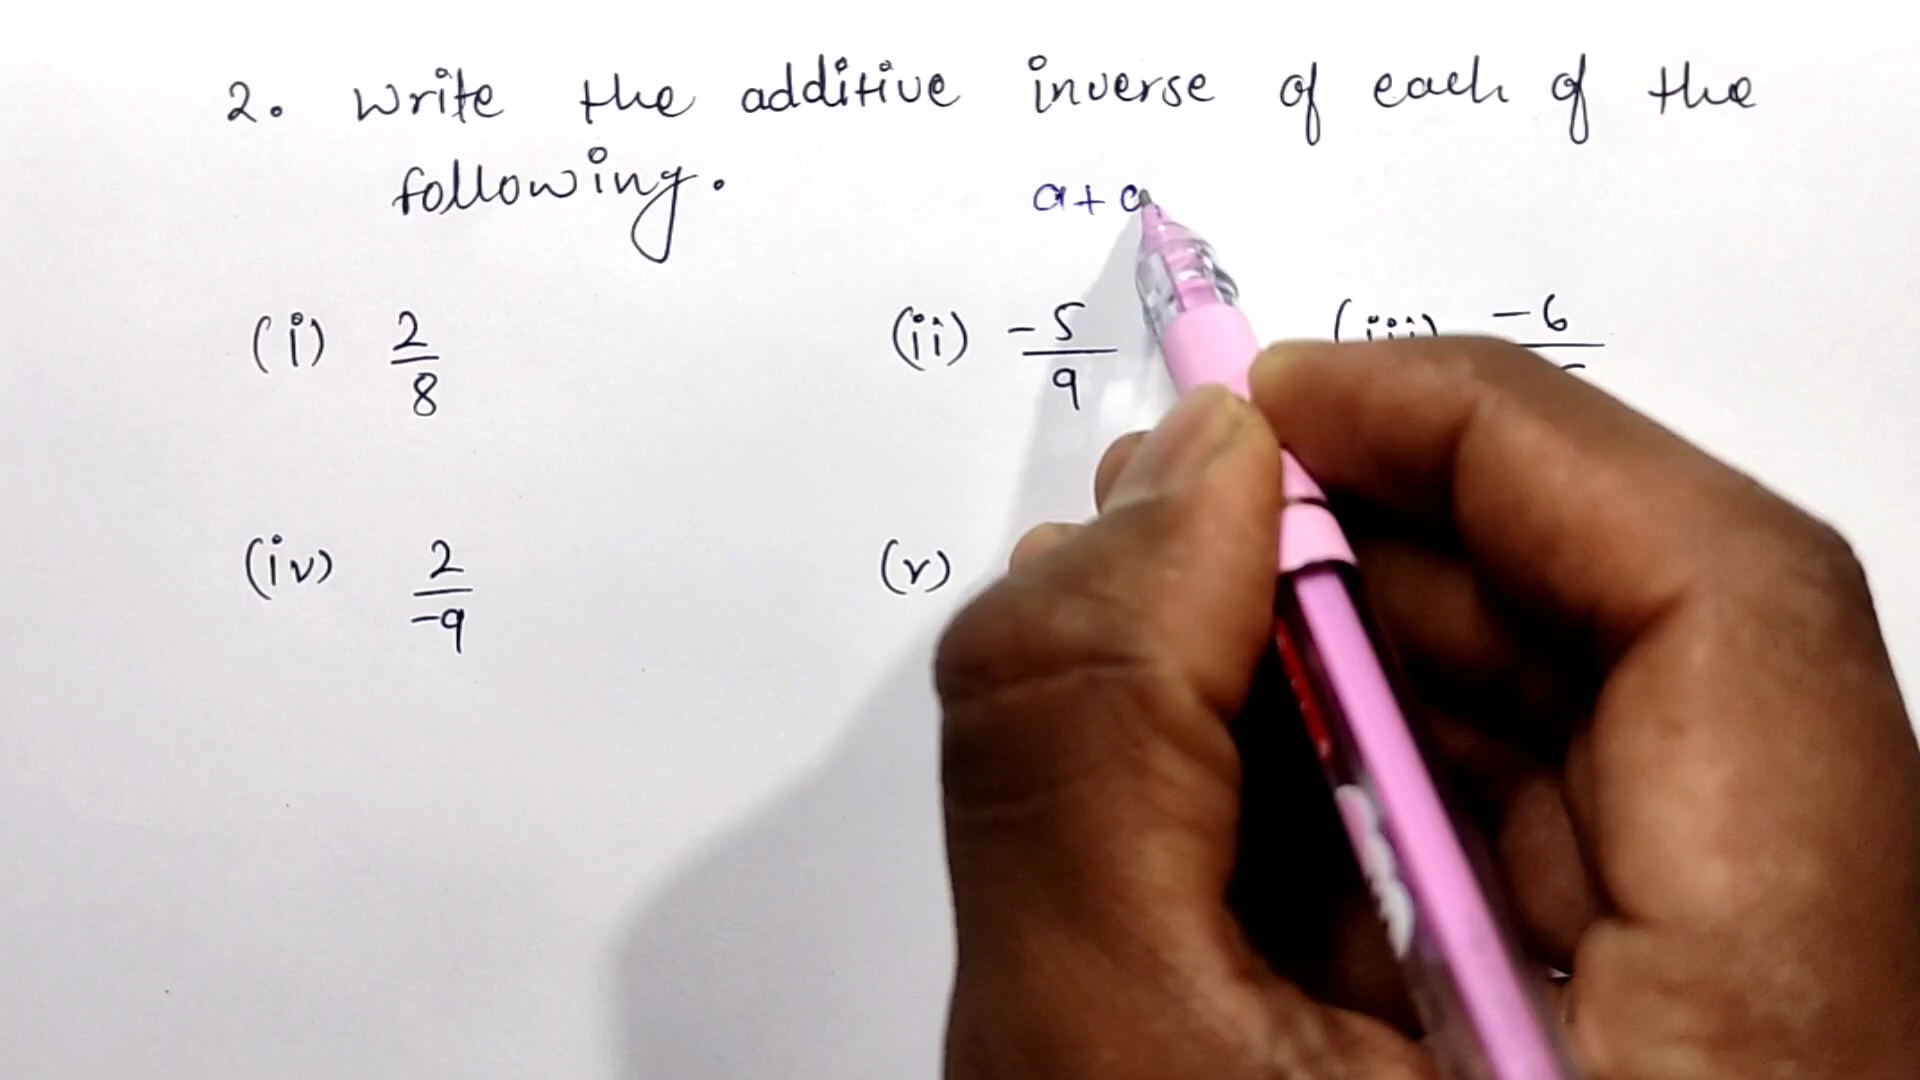 2. Write the additive inverse of each of the
following.
a + a
(i) 2/8 (ii) -5/9 (iii) -6
(iv) 2/-9 (v)